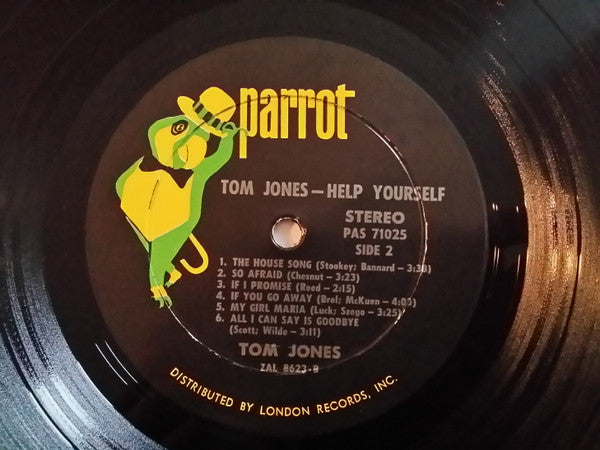 parrot
TOM JONES — HELP YOURSELF
STEREO
PAS 71025
SIDE 2
1. THE HOUSE SONG (Stookey; Bannard – 3:38)
2. SO AFRAID (Chesnut – 3:23)
3. IF I PROMISE (Reed – 2:15)
4. IF YOU GO AWAY (Brel; McKuen – 4:03)
5. MY GIRL MARIA (Luck; Szego – 3:25)
6. ALL I CAN SAY IS GOODBYE
(Scott; Wilde – 3:11)
TOM JONES
ZAL 8623-B
DISTRIBUTED BY LONDON RECORDS, INC.